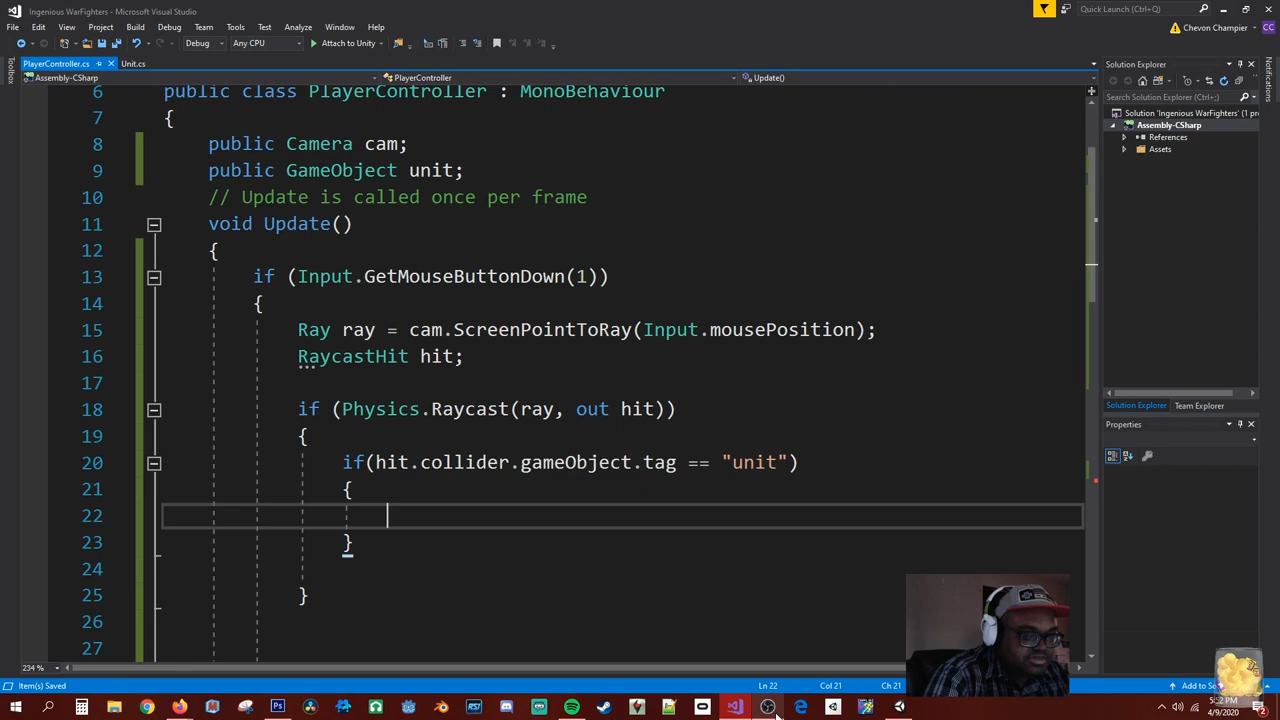 Ingenious WarFighters - Microsoft Visual Studio
Quick Launch (Ctrl+Q)
File Edit View Project Build Debug Team Tools Test Analyze Window Help
Chevon Champier CC
Debug Any CPU Attach to Unity
PlayerController.cs Unit.cs
Assembly-CSharp PlayerController Update()
Toolbox
Notifications
6 public class PlayerController : MonoBehaviour
7 {
8 public Camera cam;
9 public GameObject unit;
10 // Update is called once per frame
11 void Update()
12 {
13 if (Input.GetMouseButtonDown(1))
14 {
15 Ray ray = cam.ScreenPointToRay(Input.mousePosition);
16 RaycastHit hit;
17
18 if (Physics.Raycast(ray, out hit))
19 {
20 if(hit.collider.gameObject.tag == "unit")
21 {
22
23 }
24
25 }
26
27
Solution Explorer
Search Solution Explorer (Ctrl+;)
Solution 'Ingenious WarFighters' (1 pr
Assembly-CSharp
References
Assets
Solution Explorer Team Explorer
Properties
234 %
Item(s) Saved Ln 22 Col 21 Ch 21 Add to So
5:52 PM
4/9/2020